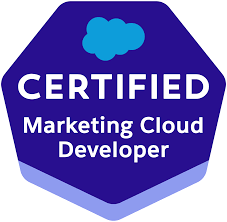 CERTIFIED
Marketing Cloud
Developer